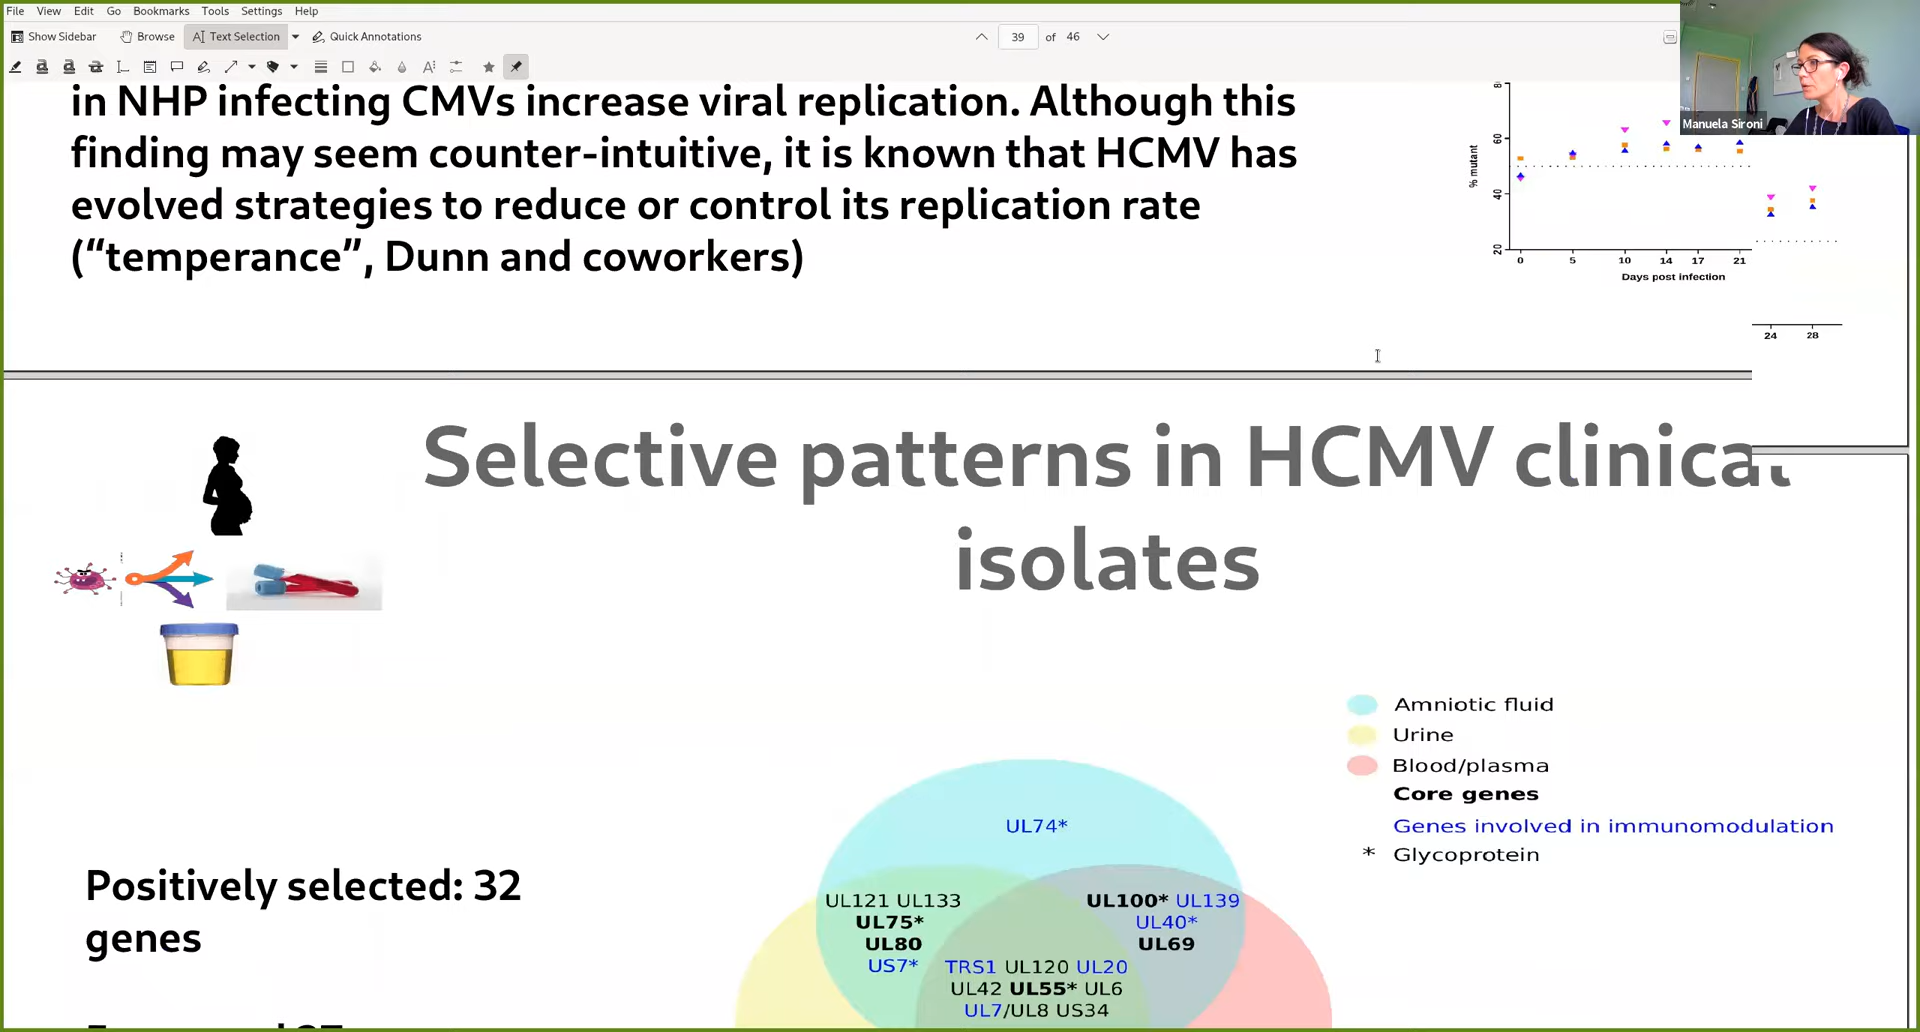 File View Edit Go Bookmarks Tools Settings Help
Show Sidebar Browse Text Selection Quick Annotations 39 of 46
Manuela Sironi
in NHP infecting CMVs increase viral replication. Although this
finding may seem counter-intuitive, it is known that HCMV has
evolved strategies to reduce or control its replication rate
(“temperance”, Dunn and coworkers)
% mutant
60
40
20
0 5 10 14 17 21
Days post infection
24 28
Selective patterns in HCMV clinical
isolates
Amniotic fluid
Urine
Blood/plasma
Core genes
Genes involved in immunomodulation
* Glycoprotein
Positively selected: 32
genes
UL74*
UL121 UL133
UL75*
UL80
US7*
UL100* UL139
UL40*
UL69
TRS1 UL120 UL20
UL42 UL55* UL6
UL7/UL8 US34